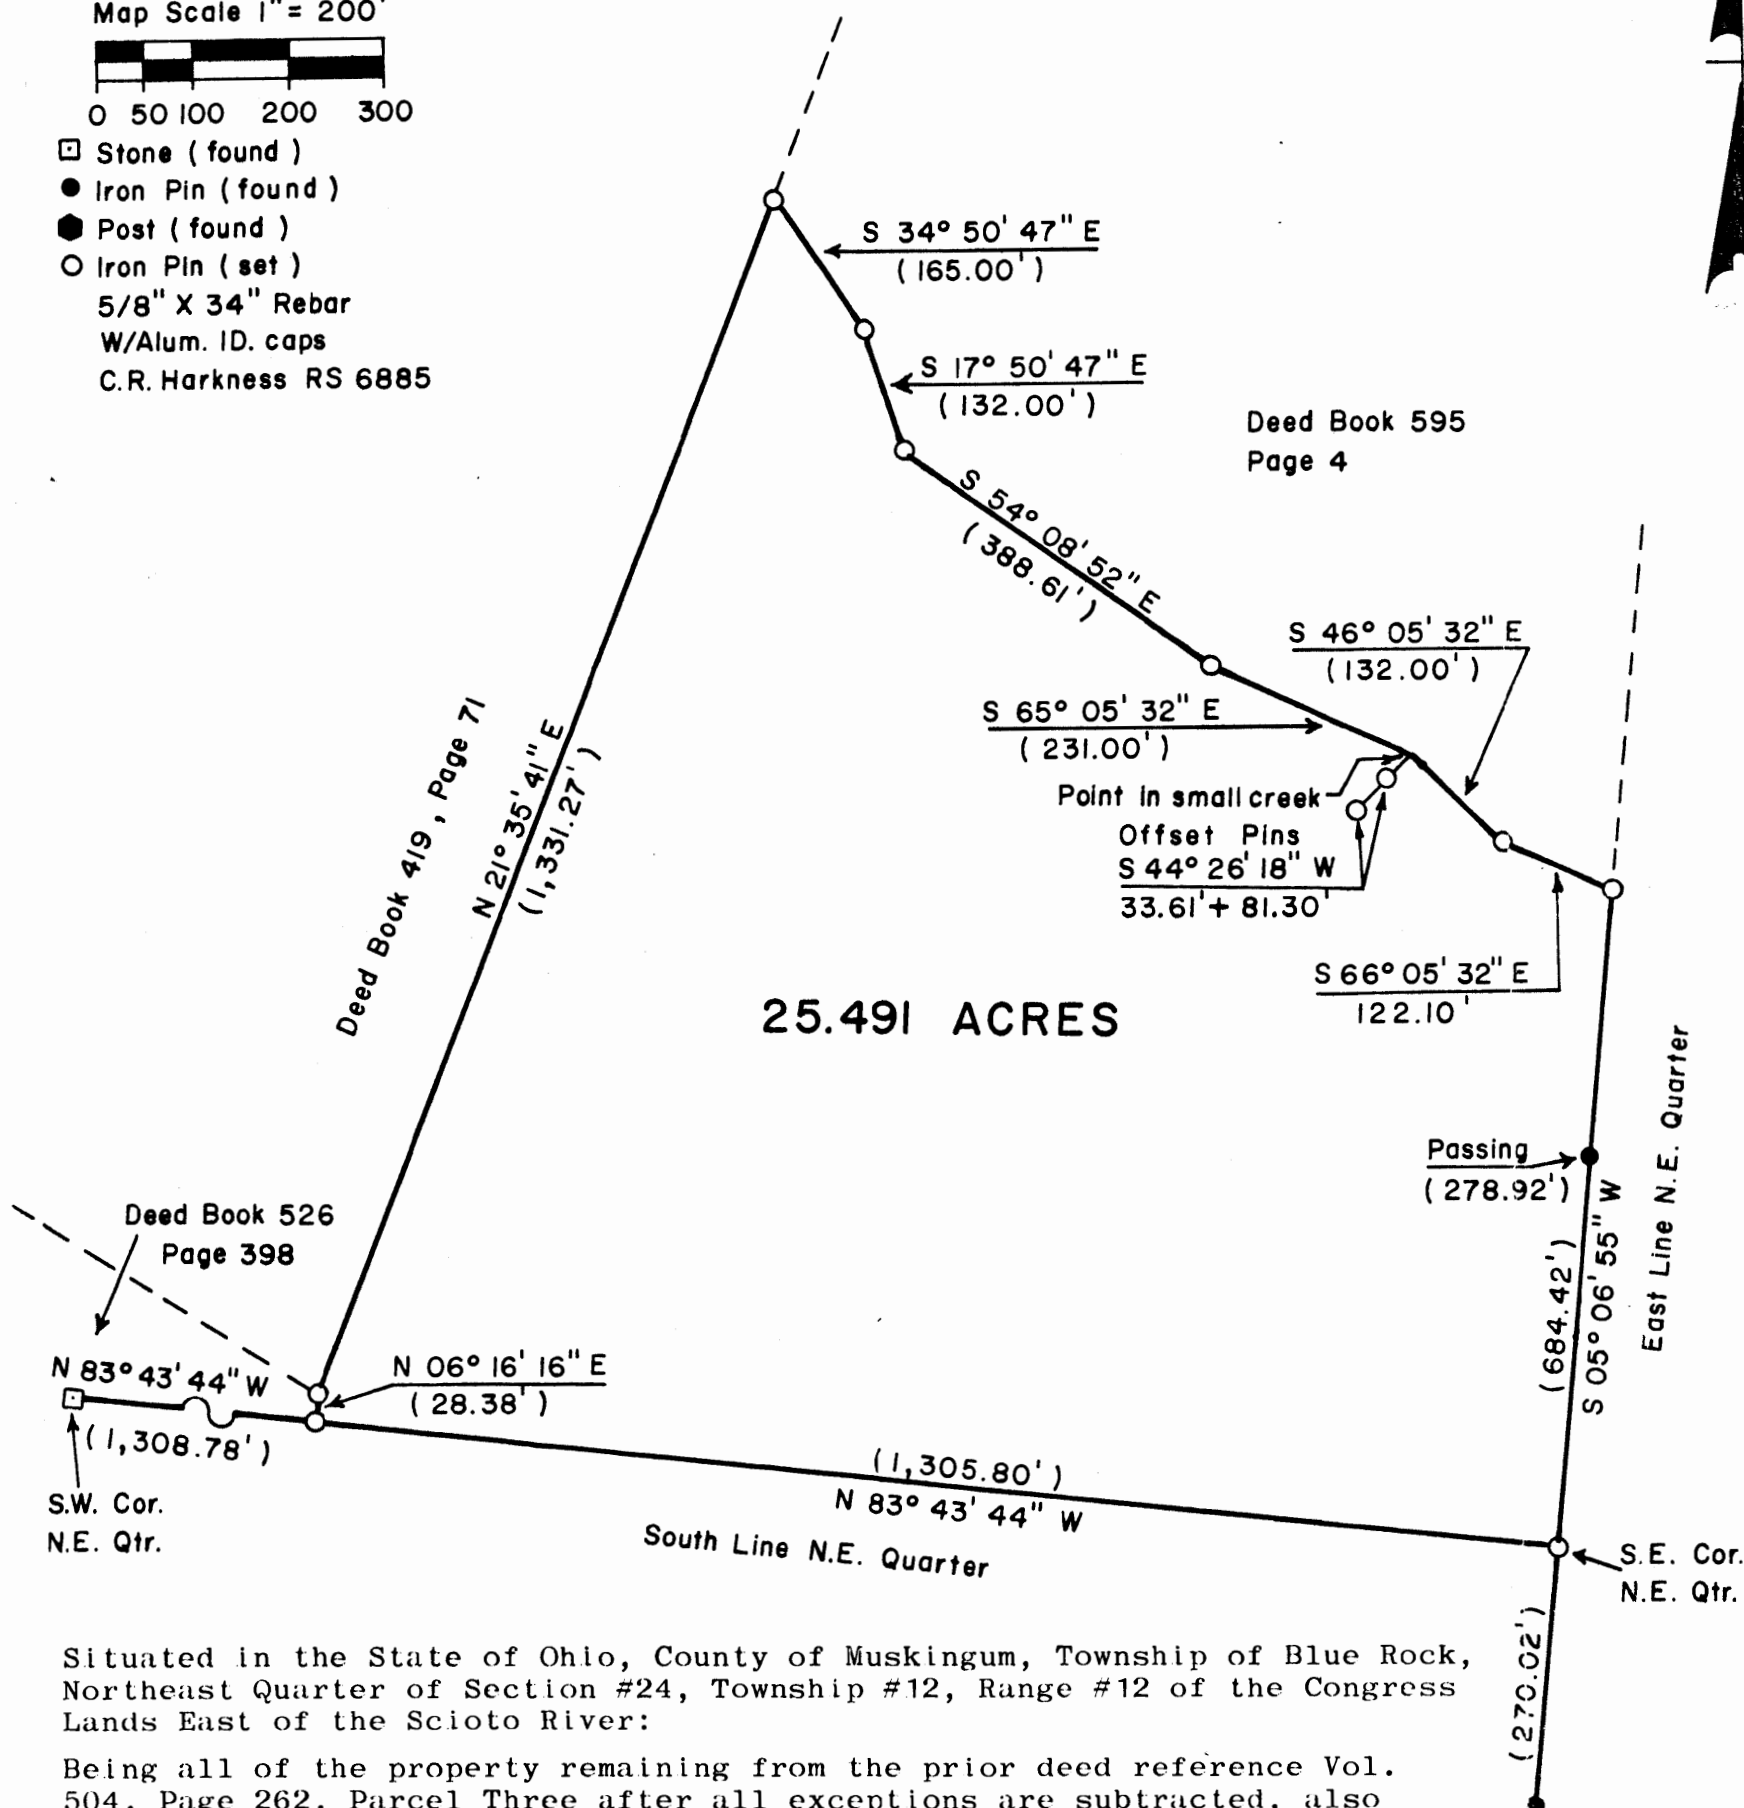 Map Scale 1"= 200'
0 50 100 200 300
Stone ( found )
Iron Pin ( found )
Post ( found )
Iron Pin ( set )
5/8" X 34" Rebar
W/Alum. ID. caps
C.R. Harkness RS 6885
S 34° 50' 47" E
( 165.00' )
S 17° 50' 47" E
( 132.00' )
Deed Book 595
Page 4
S 54° 08' 52" E
( 388.61' )
S 46° 05' 32" E
( 132.00' )
S 65° 05' 32" E
( 231.00' )
Point in small creek
Offset Pins
S 44° 26' 18" W
33.61'+ 81.30'
S 66° 05' 32" E
122.10'
Deed Book 419, Page 71
N 21° 35' 41" E
( 1,331.27' )
25.491 ACRES
East Line N.E. Quarter
Passing
( 278.92' )
( 684.42' )
S 05° 06' 55" W
Deed Book 526
Page 398
N 83° 43' 44" W
( 1,308.78' )
N 06° 16' 16" E
( 28.38' )
S.W. Cor.
N.E. Qtr.
( 1,305.80' )
N 83° 43' 44" W
South Line N.E. Quarter
S.E. Cor.
N.E. Qtr.
( 270.02' )
Situated in the State of Ohio, County of Muskingum, Township of Blue Rock,
Northeast Quarter of Section #24, Township #12, Range #12 of the Congress
Lands East of the Scioto River:
Being all of the property remaining from the prior deed reference Vol.
504, Page 262, Parcel Three after all exceptions are subtracted, also